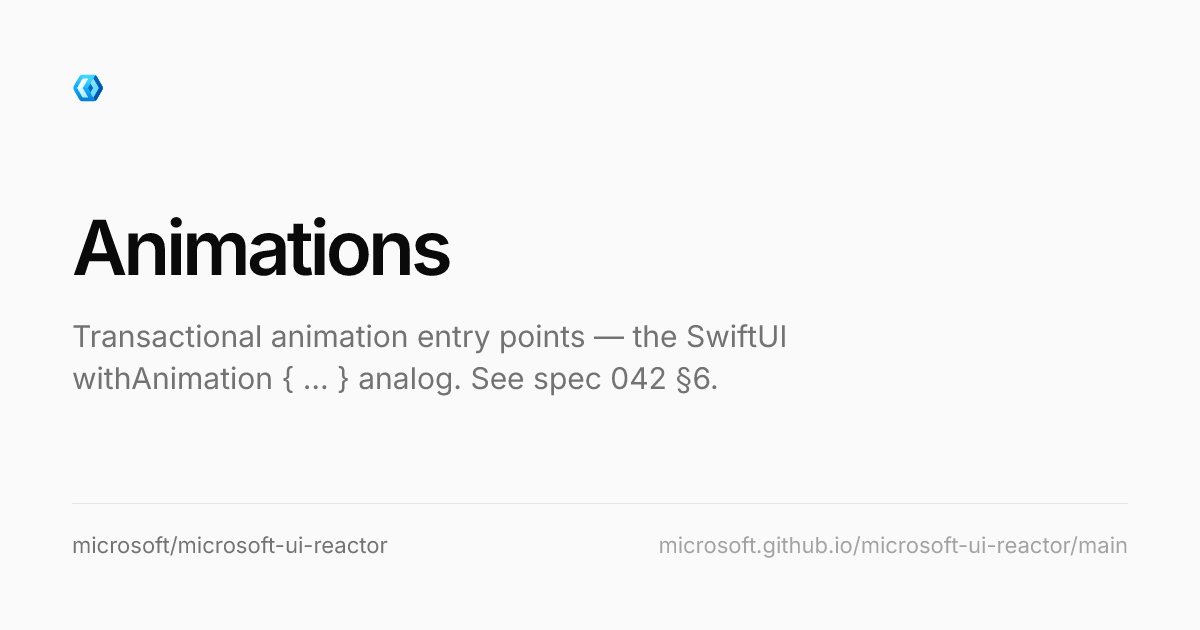 Animations
Transactional animation entry points — the SwiftUI
withAnimation { ... } analog. See spec 042 §6.
microsoft/microsoft-ui-reactor
microsoft.github.io/microsoft-ui-reactor/main